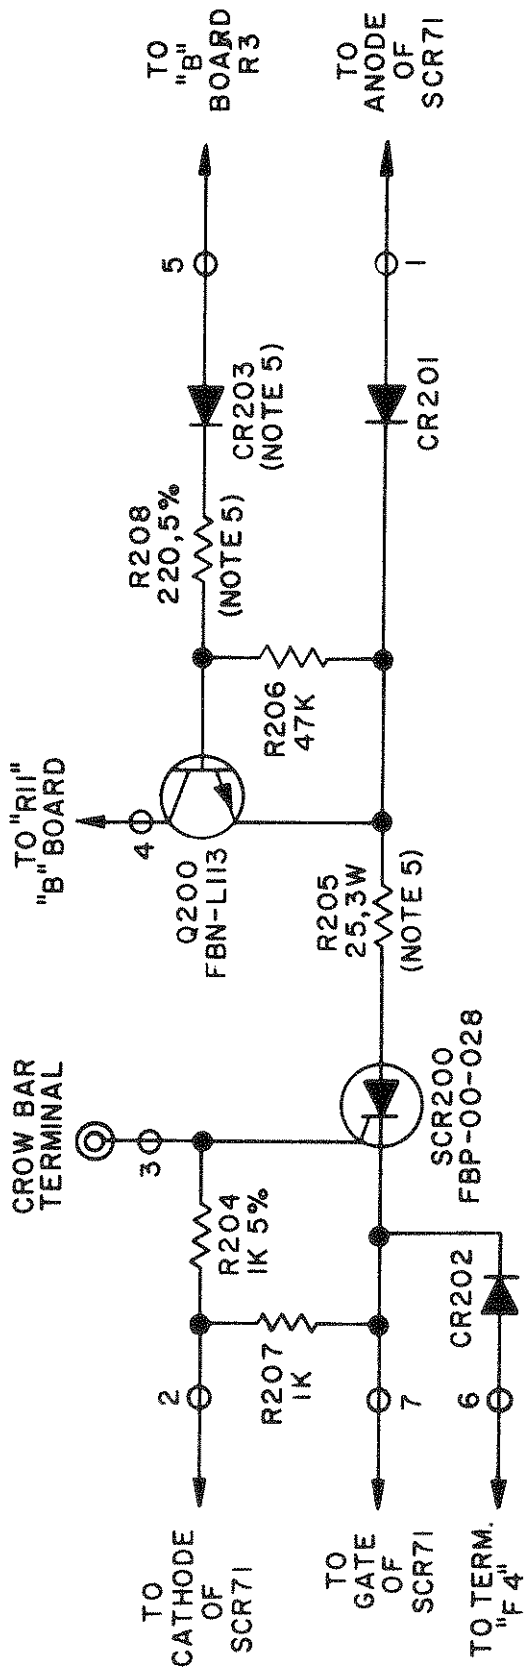 TO
"B"
BOARD
R3
TO
ANODE
OF
SCR71
5
1
CR203
(NOTE 5)
CR201
R208
220,5%
(NOTE 5)
R206
47K
TO "R11"
"B" BOARD
4
Q200
FBN-L113
R205
25,3W
(NOTE 5)
CROW BAR
TERMINAL
3
SCR200
FBP-00-028
R204
1K 5%
R207
1K
CR202
2
7
6
TO
CATHODE
OF
SCR71
TO
GATE
OF
SCR71
TO TERM.
"F 4"